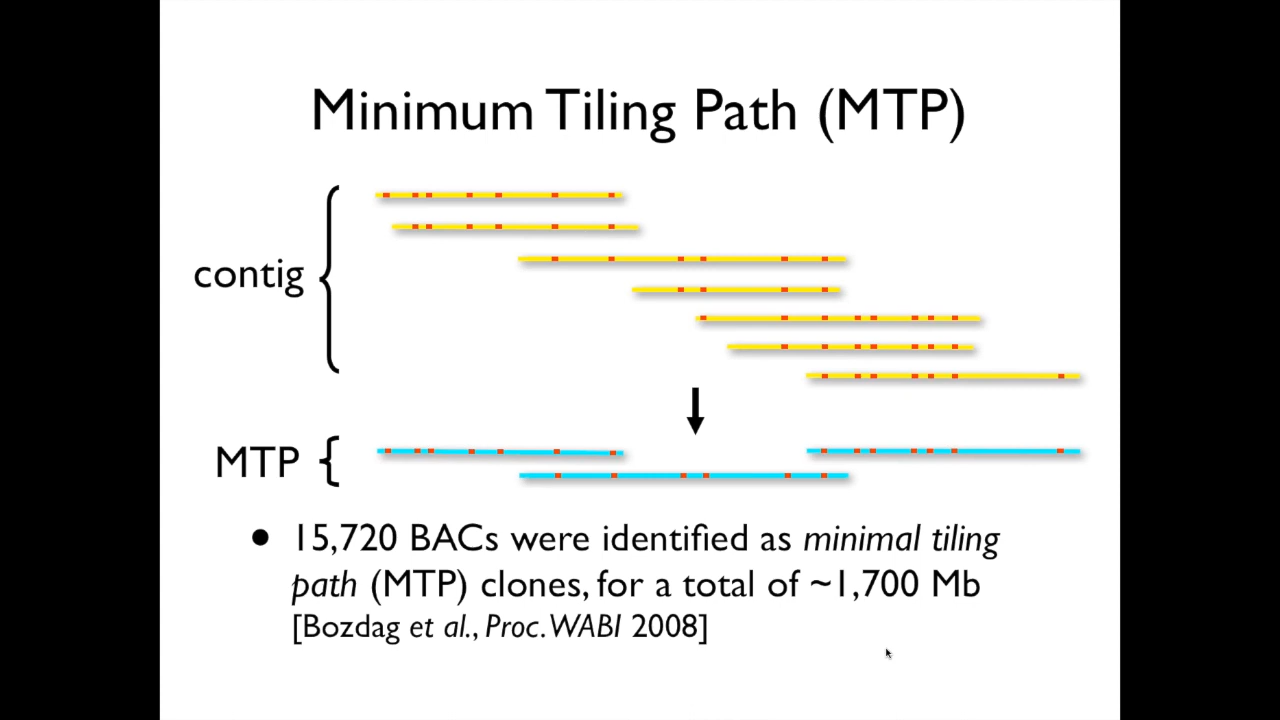 Minimum Tiling Path (MTP)
contig
MTP
• 15,720 BACs were identified as minimal tiling
path (MTP) clones, for a total of ~1,700 Mb
[Bozdag et al., Proc. WABI 2008]